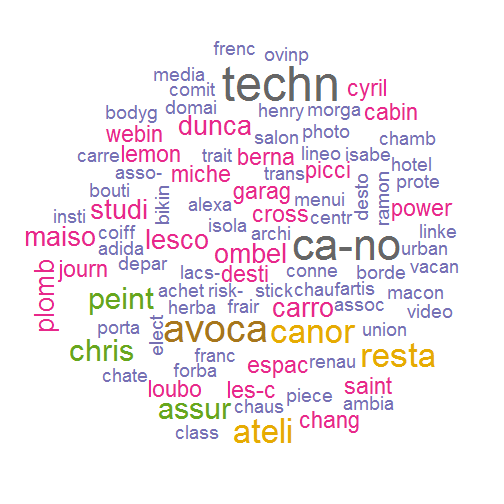 frenc
ovinp
media
techn
cyril
comit
domai
henry
morga
cabin
bodyg
dunca
webin
salon
photo
chamb
carre
lemon
trait
berna
lineo
isabe
hotel
asso-
miche
trans
picci
prote
bouti
bikin
garag
desto
ramon
insti
studi
alexa
cross
menui
centr
power
maiso
coiff
lesco
isola
archi
linke
adida
ombel
ca-no
urban
plomb
journ
depar
lacs-
desti
conne
borde
vacan
peint
achet
risk-
stick
chauf
artis
macon
herba
frair
carro
assoc
video
porta
elect
avoca
canor
union
chris
franc
resta
chate
forba
espac
renau
loubo
les-c
piece
saint
assur
chaus
ambia
class
ateli
chang